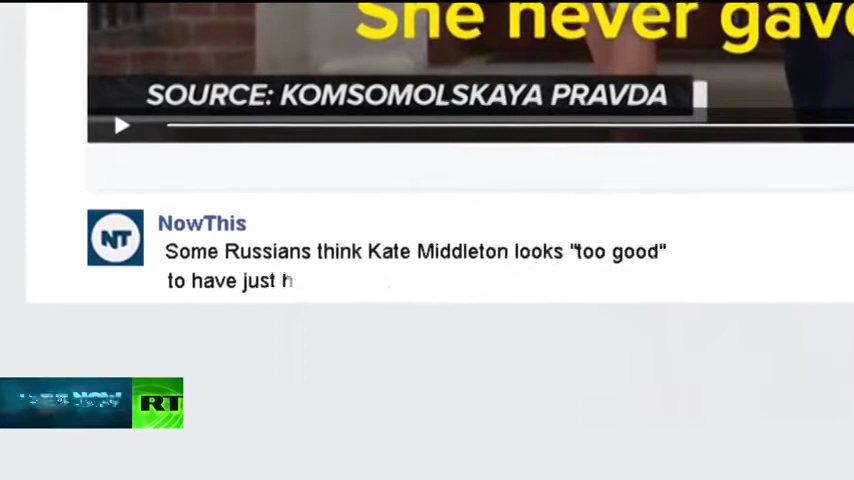 She never gav
SOURCE: KOMSOMOLSKAYA PRAVDA
NT
NowThis
Some Russians think Kate Middleton looks "too good"
to have just h
RT